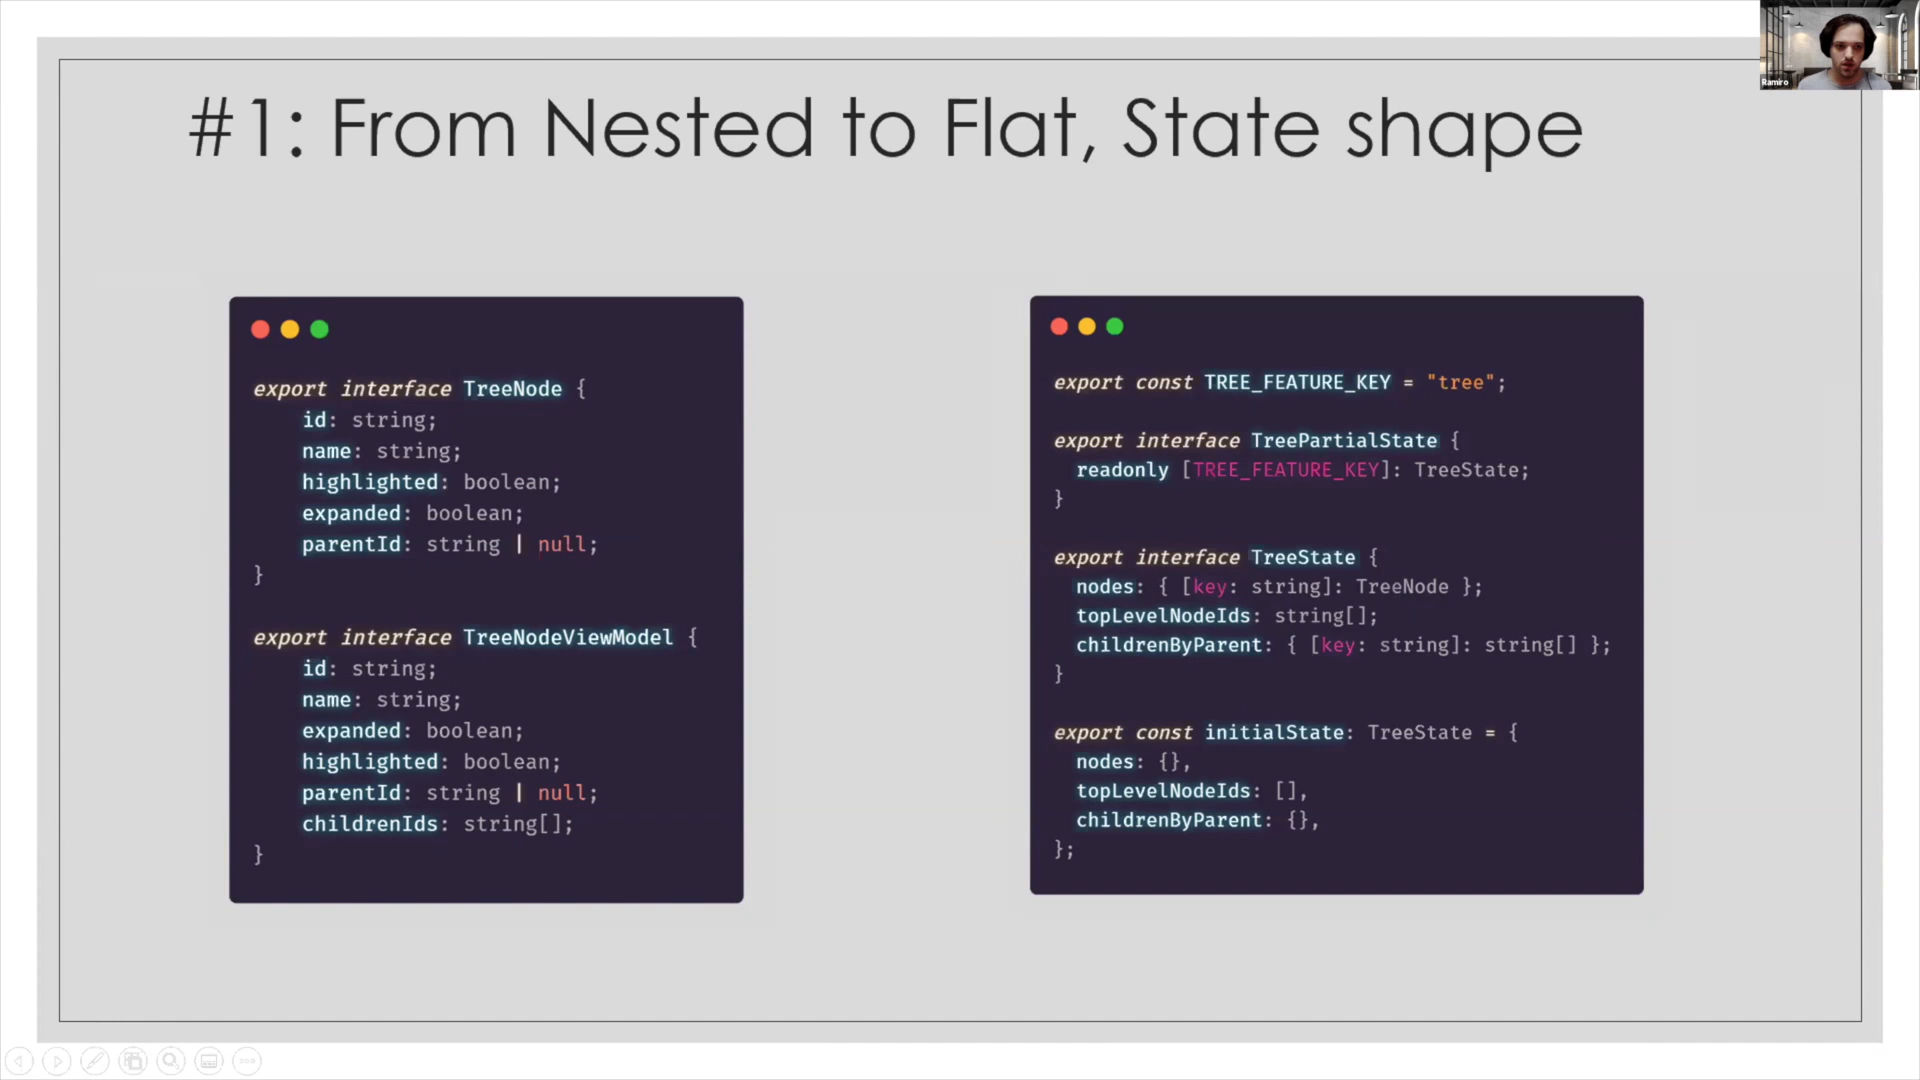 #1: From Nested to Flat, State shape
Ramiro
export interface TreeNode {
    id: string;
    name: string;
    highlighted: boolean;
    expanded: boolean;
    parentId: string | null;
}

export interface TreeNodeViewModel {
    id: string;
    name: string;
    expanded: boolean;
    highlighted: boolean;
    parentId: string | null;
    childrenIds: string[];
}

export const TREE_FEATURE_KEY = "tree";

export interface TreePartialState {
  readonly [TREE_FEATURE_KEY]: TreeState;
}

export interface TreeState {
  nodes: { [key: string]: TreeNode };
  topLevelNodeIds: string[];
  childrenByParent: { [key: string]: string[] };
}

export const initialState: TreeState = {
  nodes: {},
  topLevelNodeIds: [],
  childrenByParent: {},
};